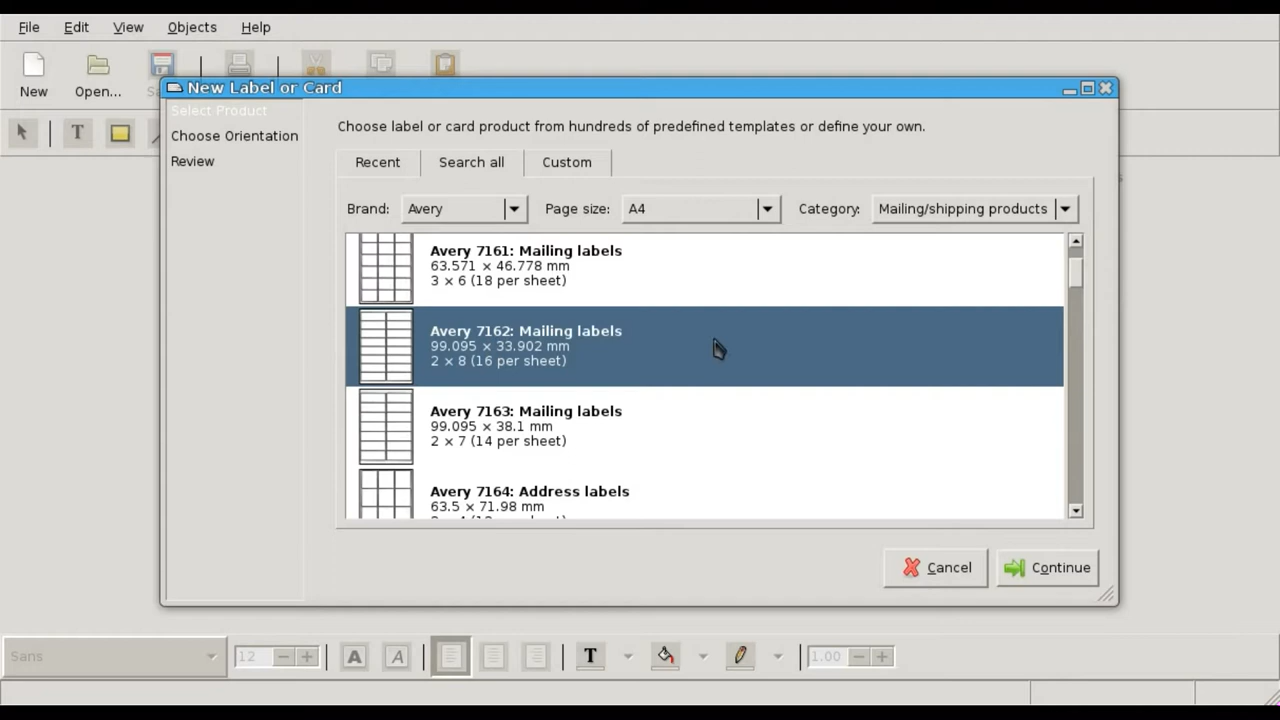 File Edit View Objects Help
New Open...
New Label or Card
Select Product
Choose Orientation
Review
Choose label or card product from hundreds of predefined templates or define your own.
Recent Search all Custom
Brand: Avery Page size: A4 Category: Mailing/shipping products
Avery 7161: Mailing labels
63.571 × 46.778 mm
3 × 6 (18 per sheet)
Avery 7162: Mailing labels
99.095 × 33.902 mm
2 × 8 (16 per sheet)
Avery 7163: Mailing labels
99.095 × 38.1 mm
2 × 7 (14 per sheet)
Avery 7164: Address labels
63.5 × 71.98 mm
Cancel Continue
Sans 12 A A T 1.00